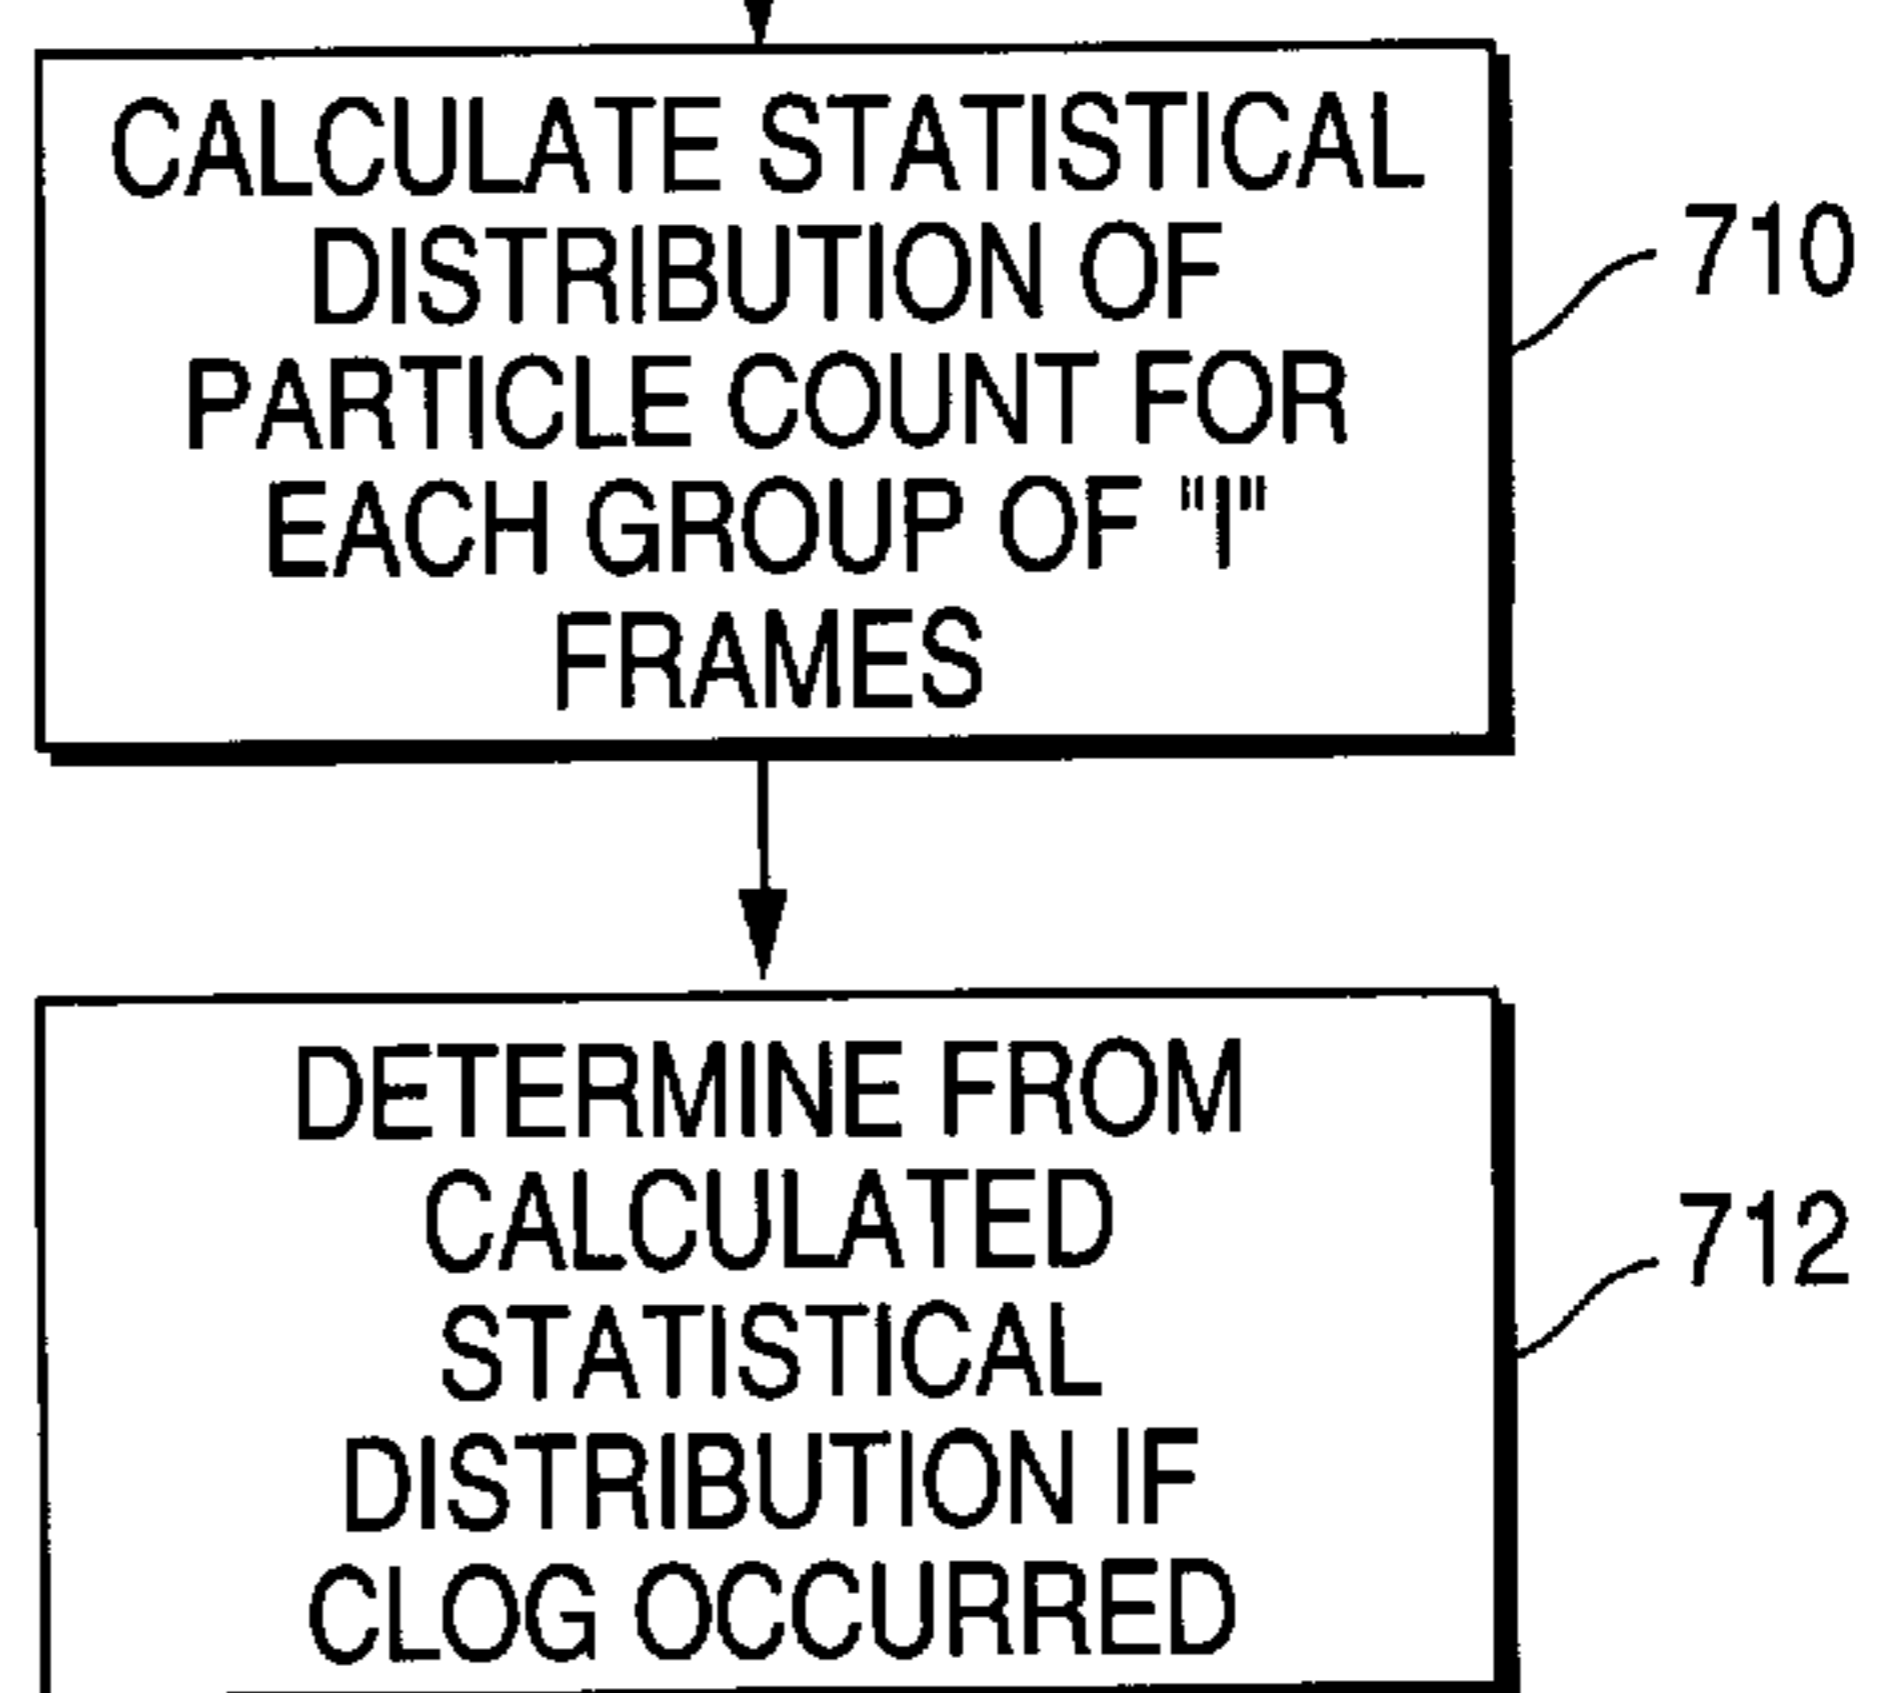 CALCULATE STATISTICAL
DISTRIBUTION OF
PARTICLE COUNT FOR
EACH GROUP OF "I"
FRAMES
710
DETERMINE FROM
CALCULATED
STATISTICAL
DISTRIBUTION IF
CLOG OCCURRED
712